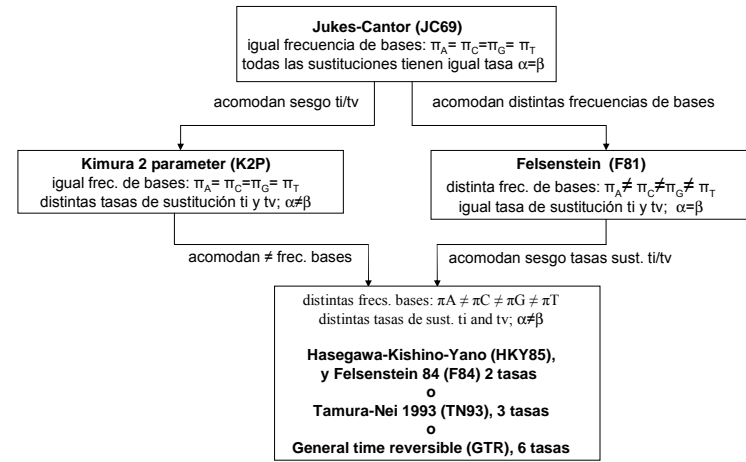 Jukes-Cantor (JC69)
igual frecuencia de bases: πA= πC=πG= πT
todas las sustituciones tienen igual tasa α=β
acomodan sesgo ti/tv
acomodan distintas frecuencias de bases
Kimura 2 parameter (K2P)
igual frec. de bases: πA= πC=πG= πT
distintas tasas de sustitución ti y tv; α≠β
Felsenstein (F81)
distinta frec. de bases: πA≠ πC≠πG≠ πT
igual tasa de sustitución ti y tv; α=β
acomodan ≠ frec. bases
acomodan sesgo tasas sust. ti/tv
distintas frecs. bases: πA ≠ πC ≠ πG ≠ πT
distintas tasas de sust. ti and tv; α≠β
Hasegawa-Kishino-Yano (HKY85),
y Felsenstein 84 (F84) 2 tasas
o
Tamura-Nei 1993 (TN93), 3 tasas
o
General time reversible (GTR), 6 tasas